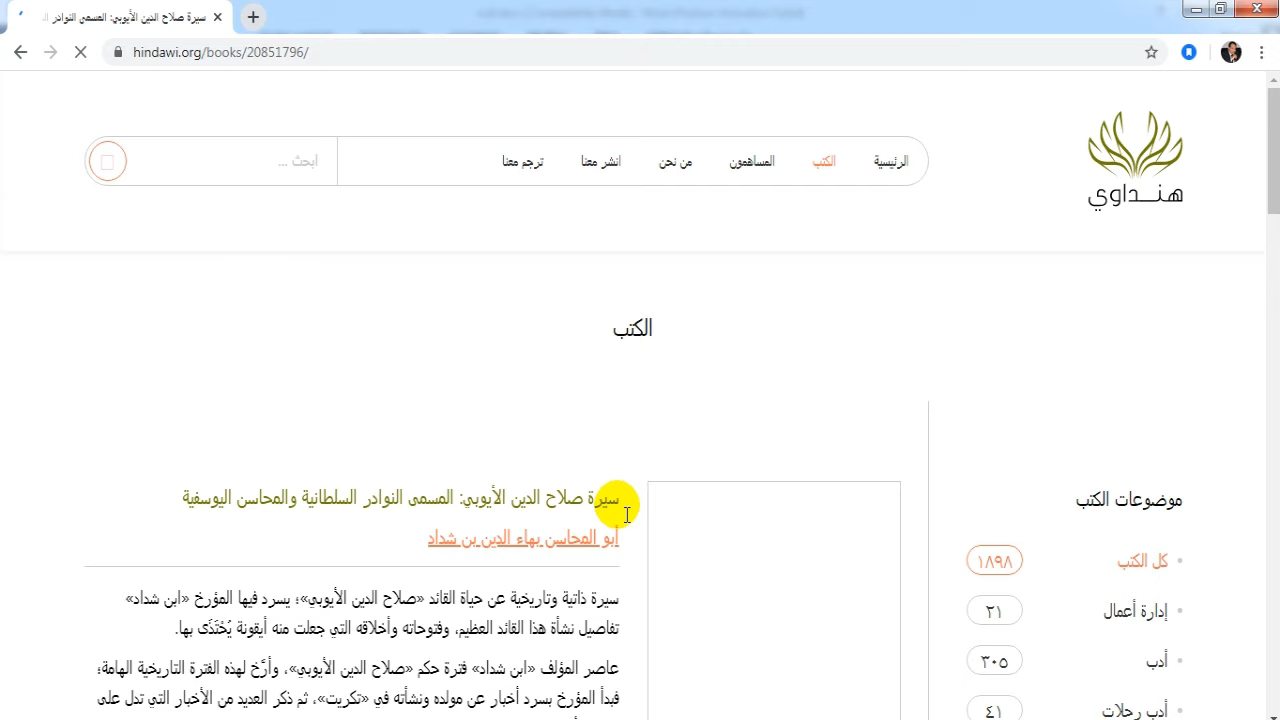 سيرة صلاح الدين الأيوبي: المسمى النوادر ال
hindawi.org/books/20851796/
هنـداوي
الرئيسية
الكتب
المساهمون
من نحن
انشر معنا
ترجم معنا
ابحث ...
الكتب
موضوعات الكتب
كل الكتب
١٨٩٨
إدارة أعمال
٢١
أدب
٣٠٥
أدب رحلات
٤١
سيرة صلاح الدين الأيوبي: المسمى النوادر السلطانية والمحاسن اليوسفية
أبو المحاسن بهاء الدين بن شداد
سيرة ذاتية وتاريخية عن حياة القائد «صلاح الدين الأيوبي»؛ يسرد فيها المؤرخ «ابن شداد»
تفاصيل نشأة هذا القائد العظيم، وفتوحاته وأخلاقه التي جعلت منه أيقونة يُحْتَذَى بها.
عاصر المؤلف «ابن شداد» فترة حكم «صلاح الدين الأيوبي»، وأرَّخ لهذه الفترة التاريخية الهامة؛
فبدأ المؤرخ بسرد أخبار عن مولده ونشأته في «تكريت»، ثم ذكر العديد من الأخبار التي تدل على